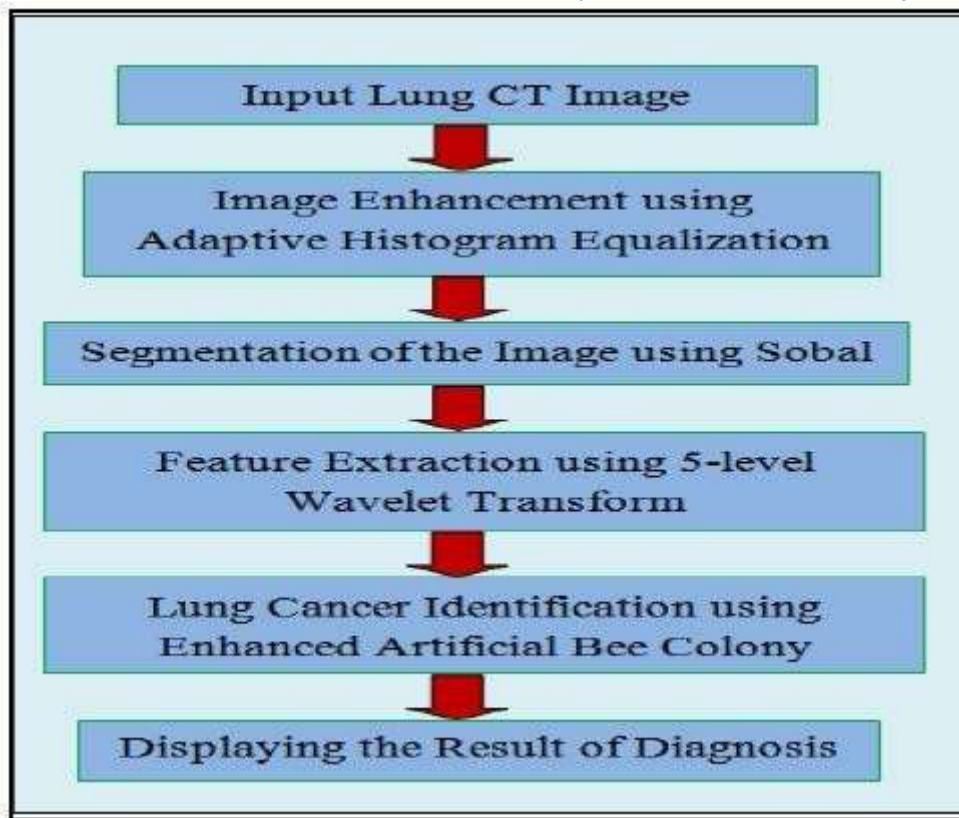 Input Lung CT Image
Image Enhancement using
Adaptive Histogram Equalization
Segmentation of the Image using Sobal
Feature Extraction using 5-level
Wavelet Transform
Lung Cancer Identification using
Enhanced Artificial Bee Colony
Displaying the Result of Diagnosis